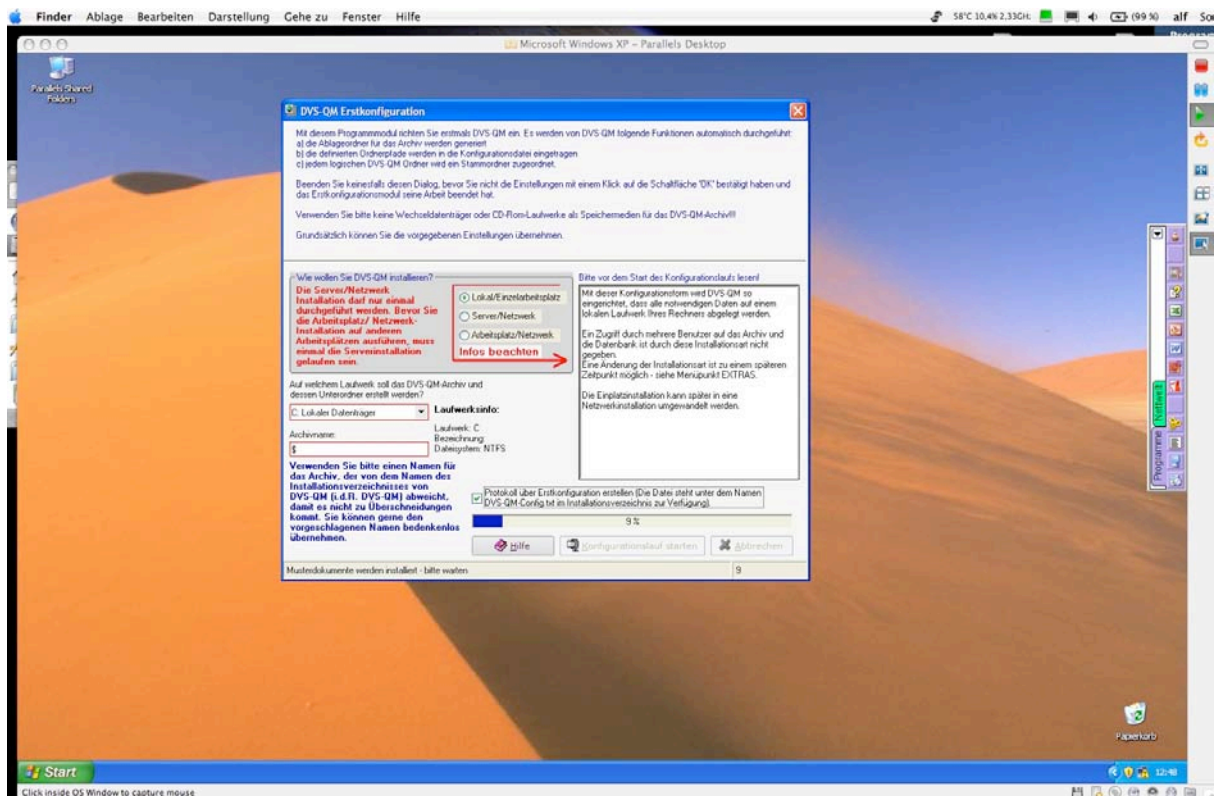 Finder Ablage Bearbeiten Darstellung Gehe zu Fenster Hilfe
58°C 10,4% 2,33GH: (99 %) alf
Microsoft Windows XP – Parallels Desktop
Parallels Shared
Folders
DVS-QM Erstkonfiguration
Mit diesem Programmmodul richten Sie erstmals DVS-QM ein. Es werden von DVS-QM folgende Funktionen automatisch durchgeführt:
a) die Ablageordner für das Archiv werden generiert
b) die definierten Ordnerpfade werden in die Konfigurationsdatei eingetragen
c) jedem logischen DVS-QM Ordner wird ein Stammordner zugeordnet.
Beenden Sie keinesfalls diesen Dialog, bevor Sie nicht die Einstellungen mit einem Klick auf die Schaltfläche "OK" bestätigt haben und
das Erstkonfigurationsmodul seine Arbeit beendet hat.
Verwenden Sie bitte keine Wechseldatenträger oder CD-Rom-Laufwerke als Speichermedien für das DVS-QM-Archiv!!!
Grundsätzlich können Sie die vorgegebenen Einstellungen übernehmen.
Wie wollen Sie DVS-QM installieren?
Die Server/Netzwerk
Installation darf nur einmal
durchgeführt werden. Bevor Sie
die Arbeitsplatz/ Netzwerk-
Installation auf anderen
Arbeitsplätzen ausführen, muss
einmal die Serverinstallation
gelaufen sein.
Lokal/Einzelarbeitsplatz
Server/Netzwerk
Arbeitsplatz/Netzwerk
Infos beachten
Bitte vor dem Start des Konfigurationslaufs lesen!
Mit dieser Konfigurationsform wird DVS-QM so
eingerichtet, dass alle notwendigen Daten auf einem
lokalen Laufwerk Ihres Rechners abgelegt werden.
Ein Zugriff durch mehrere Benutzer auf das Archiv und
die Datenbank ist durch diese Installationsart nicht
gegeben.
Eine Änderung der Installationsart ist zu einem späteren
Zeitpunkt möglich - siehe Menüpunkt EXTRAS.
Die Einplatzinstallation kann später in eine
Netzwerkinstallation umgewandelt werden.
Auf welchem Laufwerk soll das DVS-QM-Archiv und
dessen Unterordner erstellt werden?
C: Lokaler Datenträger
Laufwerksinfo:
Laufwerk: C
Bezeichnung:
Dateisystem: NTFS
Archivname:
$
Verwenden Sie bitte einen Namen für
das Archiv, der von dem Namen des
Installationsverzeichnisses von
DVS-QM (i.d.R. DVS-QM) abweicht,
damit es nicht zu Überschneidungen
kommt. Sie können gerne den
vorgeschlagenen Namen bedenkenlos
übernehmen.
Protokoll über Erstkonfiguration erstellen (Die Datei steht unter dem Namen
DVS-QM-Config.txt im Installationsverzeichnis zur Verfügung).
9 %
Hilfe
Konfigurationslauf starten
Abbrechen
Musterdokumente werden installiert - bitte warten
9
Nettwelt
Programme
Papierkorb
Start
12:48
Click inside OS Window to capture mouse